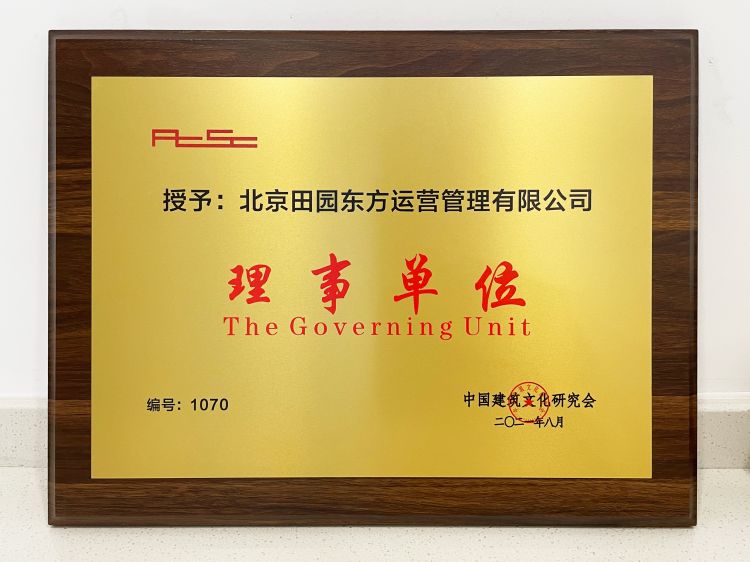 ACSC
授予：北京田园东方运营管理有限公司
理事单位
The Governing Unit
编号：1070
中国建筑文化研究会
二〇二一年八月